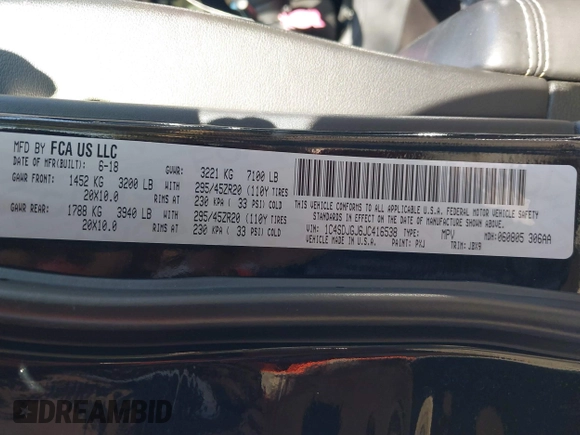 MFD BY FCA US LLC
DATE OF MFR(BUILT): 6-18 GVWR: 3221 KG 7100 LB
GAWR FRONT: 1452 KG 3200 LB WITH 295/45ZR20 (110Y TIRES
20X10.0 RIMS AT 230 KPA ( 33 PSI COLD)
GAWR REAR: 1788 KG 3940 LB WITH 295/45ZR20 (110Y TIRES
20X10.0 RIMS AT 230 KPA ( 33 PSI COLD)
THIS VEHICLE CONFORMS TO ALL APPLICABLE U.S.A. FEDERAL MOTOR VEHICLE SAFETY
STANDARDS IN EFFECT ON THE DATE OF MANUFACTURE SHOWN ABOVE.
VIN: 1C4SDJGJ6JC416538 TYPE: MPV MDH: 060805 306AA
VEHICLE MADE IN U.S.A. PAINT: PXJ TRIM: JBX9
DREAMBID